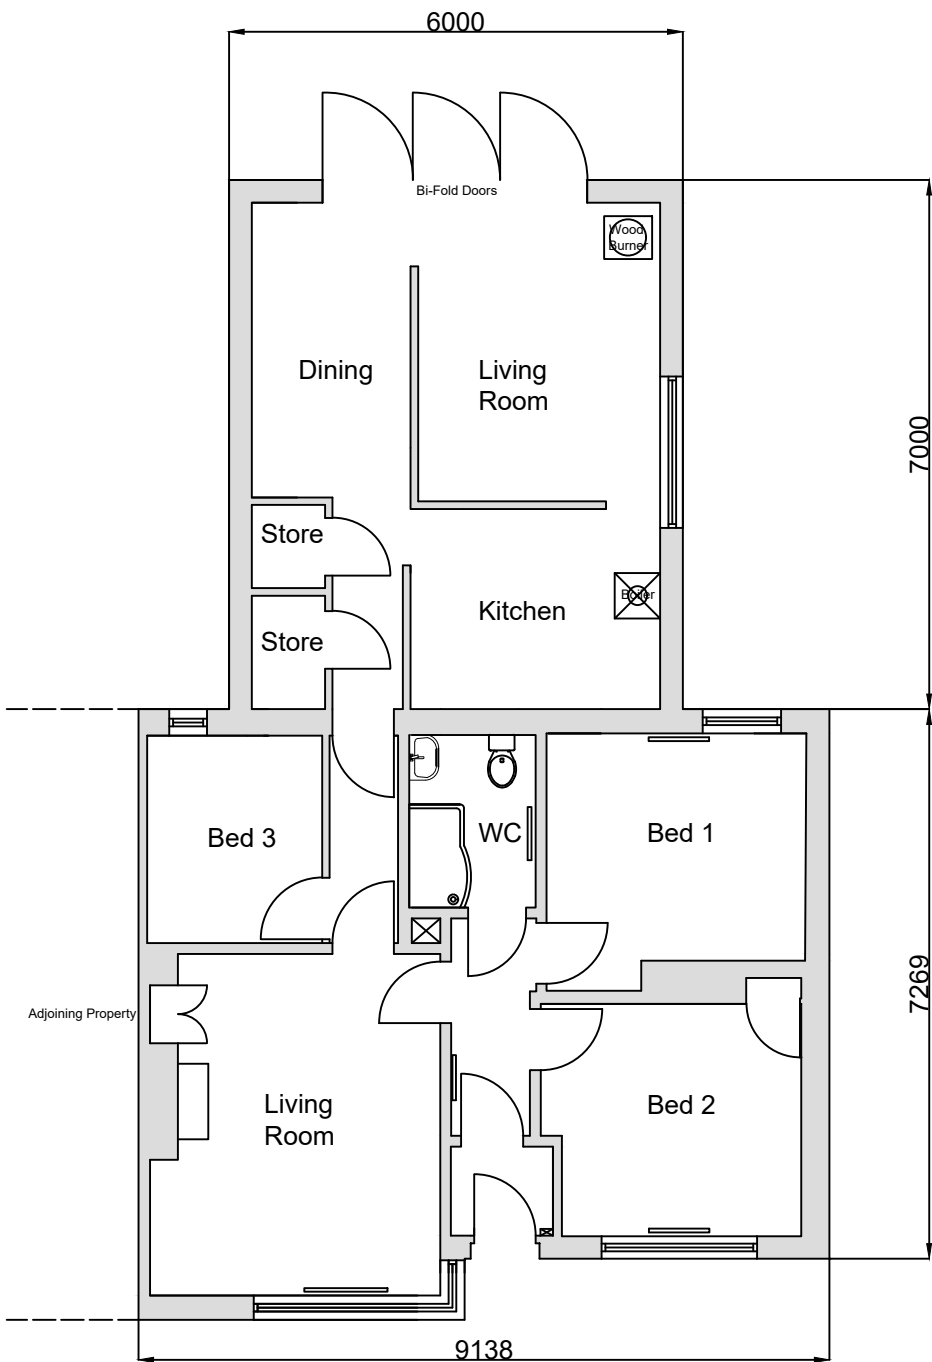 6000
Bi-Fold Doors
Wood
Burner
Dining
Living
Room
7000
Store
Boiler
Kitchen
Store
Bed 3
WC
Bed 1
7269
Adjoining Property
Living
Room
Bed 2
9138